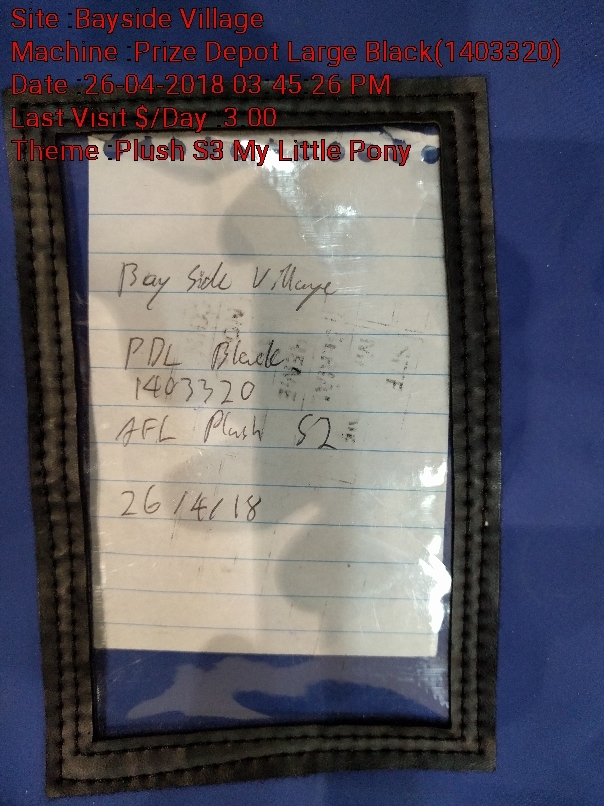 Site :Bayside Village
Machine :Prize Depot Large Black(1403320)
Date :26-04-2018 03-45-26 PM
Last Visit $/Day :3.00
Theme :Plush S3 My Little Pony
Bay Side Village
PDL Black
1403320
AFL Plush S2
26/4/18